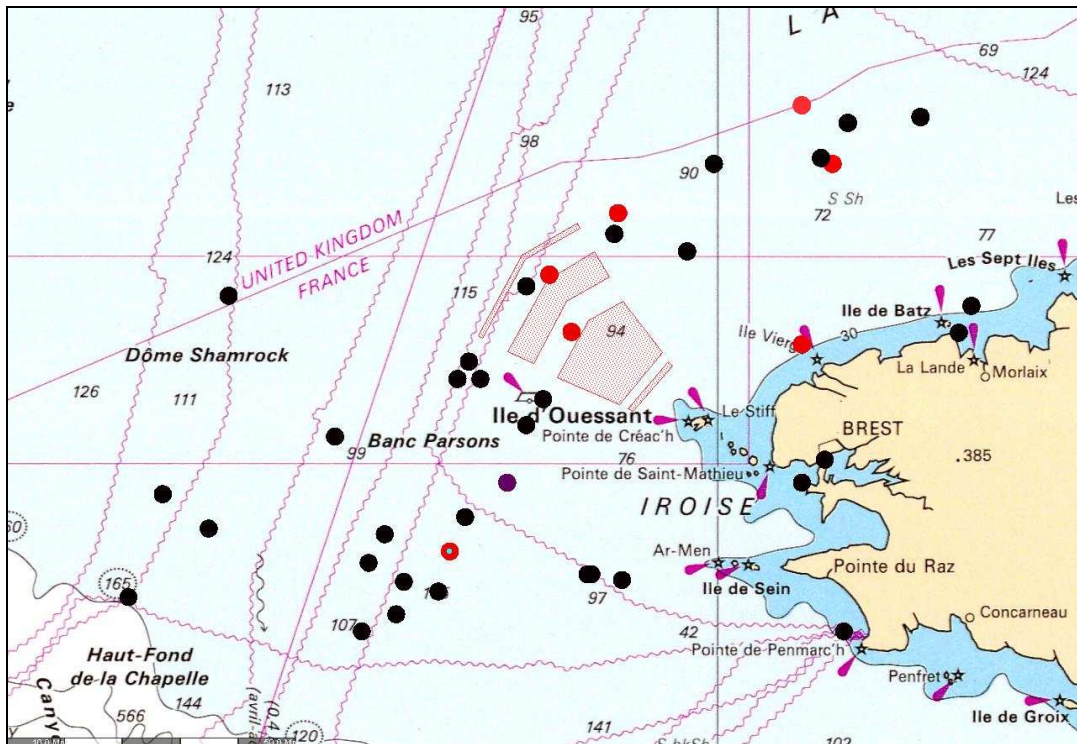 95
L A
69
124
113
98
90
S Sh
72
Les
77
124
UNITED KINGDOM
FRANCE
115
Les Sept Iles
Ile de Batz
94
30
Dôme Shamrock
La Lande
Morlaix
126
111
Ile d'Ouessant
Le Stiff
Banc Parsons
Pointe de Créac'h
BREST
99
76
.385
Pointe de Saint-Mathieu
IROISE
60
Ar-Men
Pointe du Raz
165
Ile de Sein
97
Concarneau
107
42
Pointe de Penmarc'h
Haut-Fond
de la Chapelle
Penfret
144
566
141
Ile de Groix
120